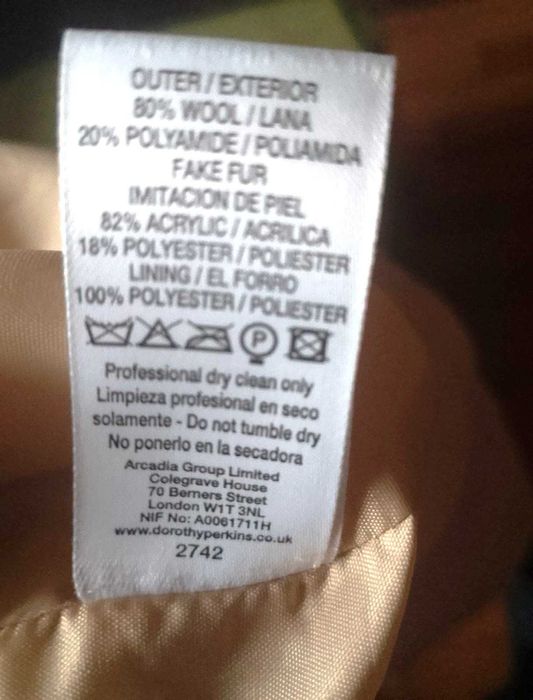 OUTER / EXTERIOR
80% WOOL / LANA
20% POLYAMIDE / POLIAMIDA
FAKE FUR
IMITACION DE PIEL
82% ACRYLIC / ACRILICA
18% POLYESTER / POLIESTER
LINING / EL FORRO
100% POLYESTER / POLIESTER
P
Professional dry clean only
Limpieza profesional en seco
solamente - Do not tumble dry
No ponerlo en la secadora
Arcadia Group Limited
Colegrave House
70 Berners Street
London W1T 3NL
NIF No: A0061711H
www.dorothyperkins.co.uk
2742